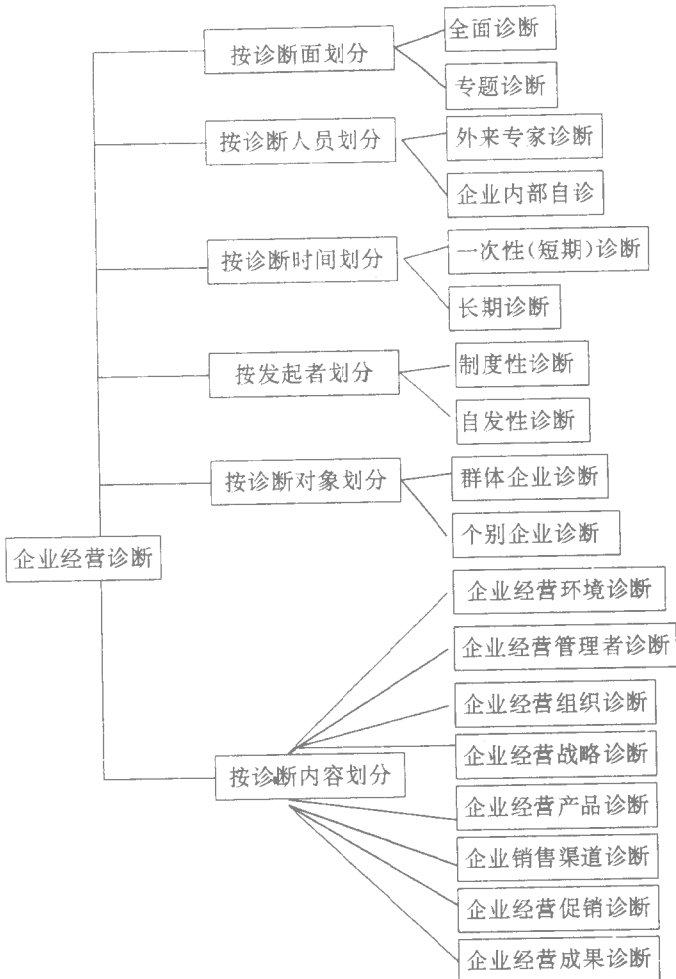 按诊断面划分
全面诊断
专题诊断
按诊断人员划分
外来专家诊断
企业内部自诊
按诊断时间划分
一次性(短期)诊断
长期诊断
按发起者划分
制度性诊断
自发性诊断
按诊断对象划分
群体企业诊断
个别企业诊断
企业经营诊断
按诊断内容划分
企业经营环境诊断
企业经营管理者诊断
企业经营组织诊断
企业经营战略诊断
企业经营产品诊断
企业销售渠道诊断
企业经营促销诊断
企业经营成果诊断